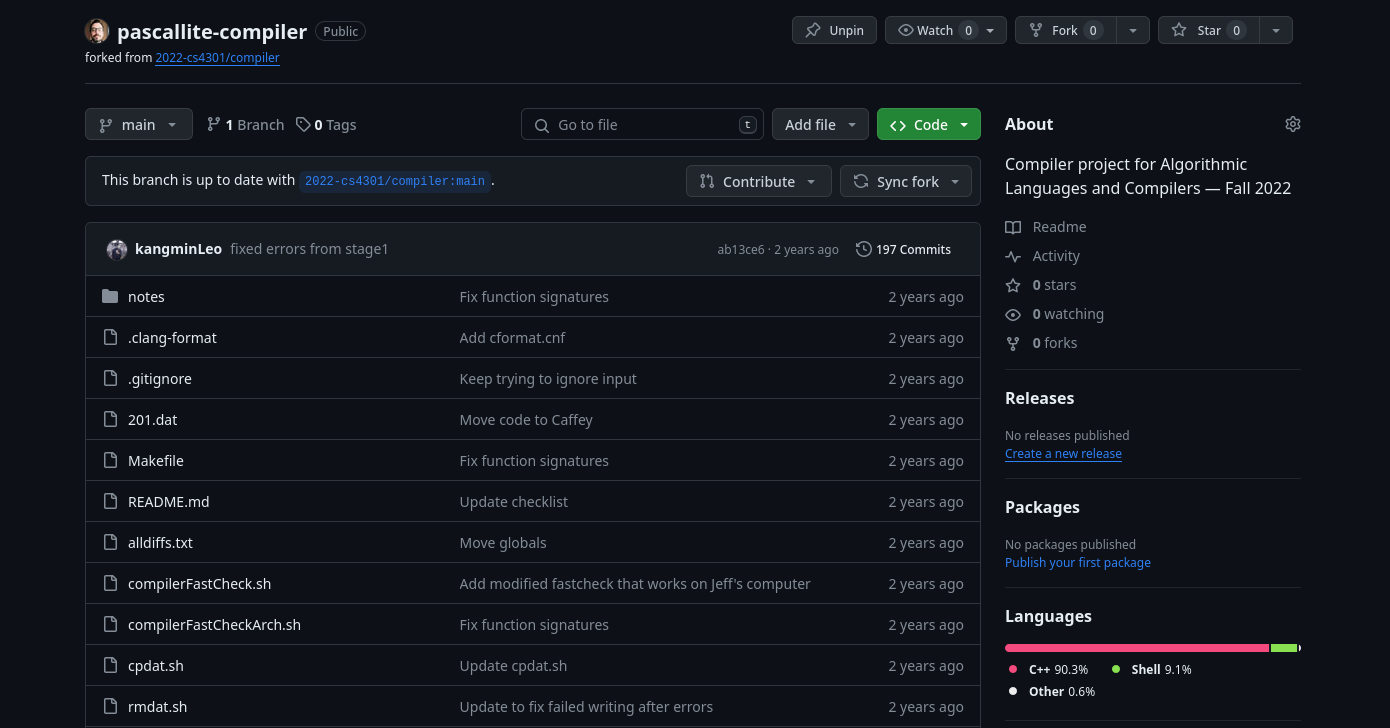 pascallite-compiler Public Unpin Watch 0 Fork 0 Star 0
forked from 2022-cs4301/compiler
main 1 Branch 0 Tags Go to file t Add file Code
This branch is up to date with 2022-cs4301/compiler:main. Contribute Sync fork
kangminLeo fixed errors from stage1 ab13ce6 · 2 years ago 197 Commits
notes Fix function signatures 2 years ago
.clang-format Add cformat.cnf 2 years ago
.gitignore Keep trying to ignore input 2 years ago
201.dat Move code to Caffey 2 years ago
Makefile Fix function signatures 2 years ago
README.md Update checklist 2 years ago
alldiffs.txt Move globals 2 years ago
compilerFastCheck.sh Add modified fastcheck that works on Jeff's computer 2 years ago
compilerFastCheckArch.sh Fix function signatures 2 years ago
cpdat.sh Update cpdat.sh 2 years ago
rmdat.sh Update to fix failed writing after errors 2 years ago
About
Compiler project for Algorithmic
Languages and Compilers — Fall 2022
Readme
Activity
0 stars
0 watching
0 forks
Releases
No releases published
Create a new release
Packages
No packages published
Publish your first package
Languages
C++ 90.3% Shell 9.1%
Other 0.6%